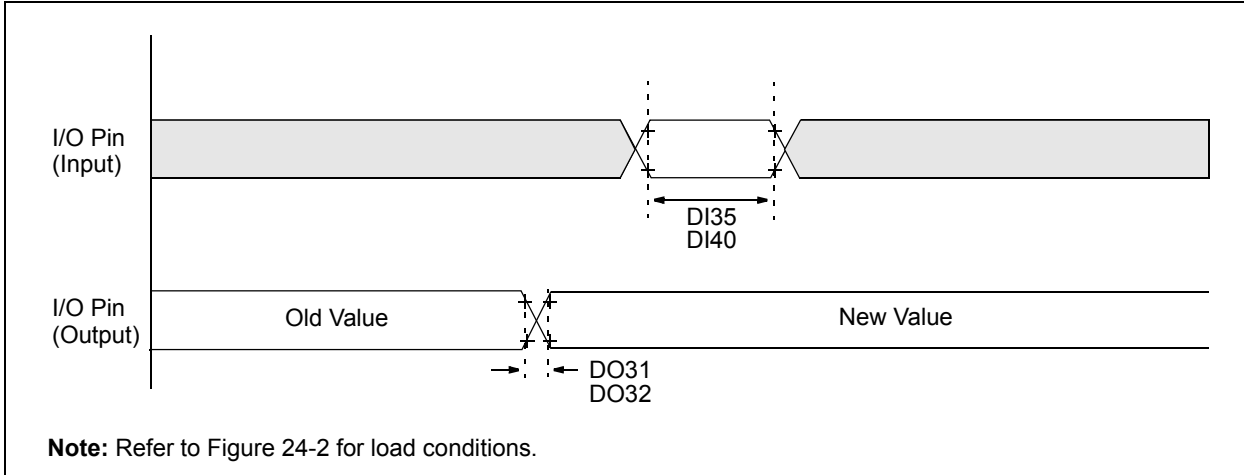 I/O Pin
(Input)
DI35
DI40
I/O Pin
(Output)
Old Value
New Value
DO31
DO32
Note: Refer to Figure 24-2 for load conditions.